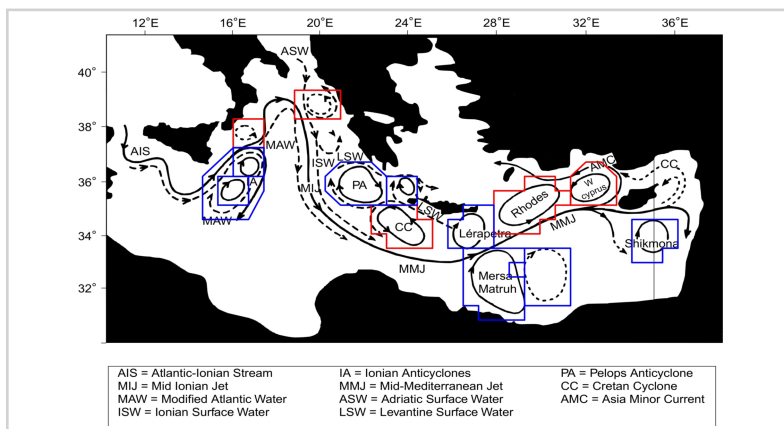 12°E 16°E 20°E 24°E 28°E 32°E 36°E
ASW
40°
38°
36°
34°
32°
AIS
MAW
IA
MAW
ISW
LSW
MIJ
PA
CC
LSW
MMJ
Lérapetra
Rhodes
AMC
W
cyprus
CC
MMJ
Shikmona
Mersa
Matruh
AIS = Atlantic-Ionian Stream IA = Ionian Anticyclones PA = Pelops Anticyclone
MIJ = Mid Ionian Jet MMJ = Mid-Mediterranean Jet CC = Cretan Cyclone
MAW = Modified Atlantic Water ASW = Adriatic Surface Water AMC = Asia Minor Current
ISW = Ionian Surface Water LSW = Levantine Surface Water